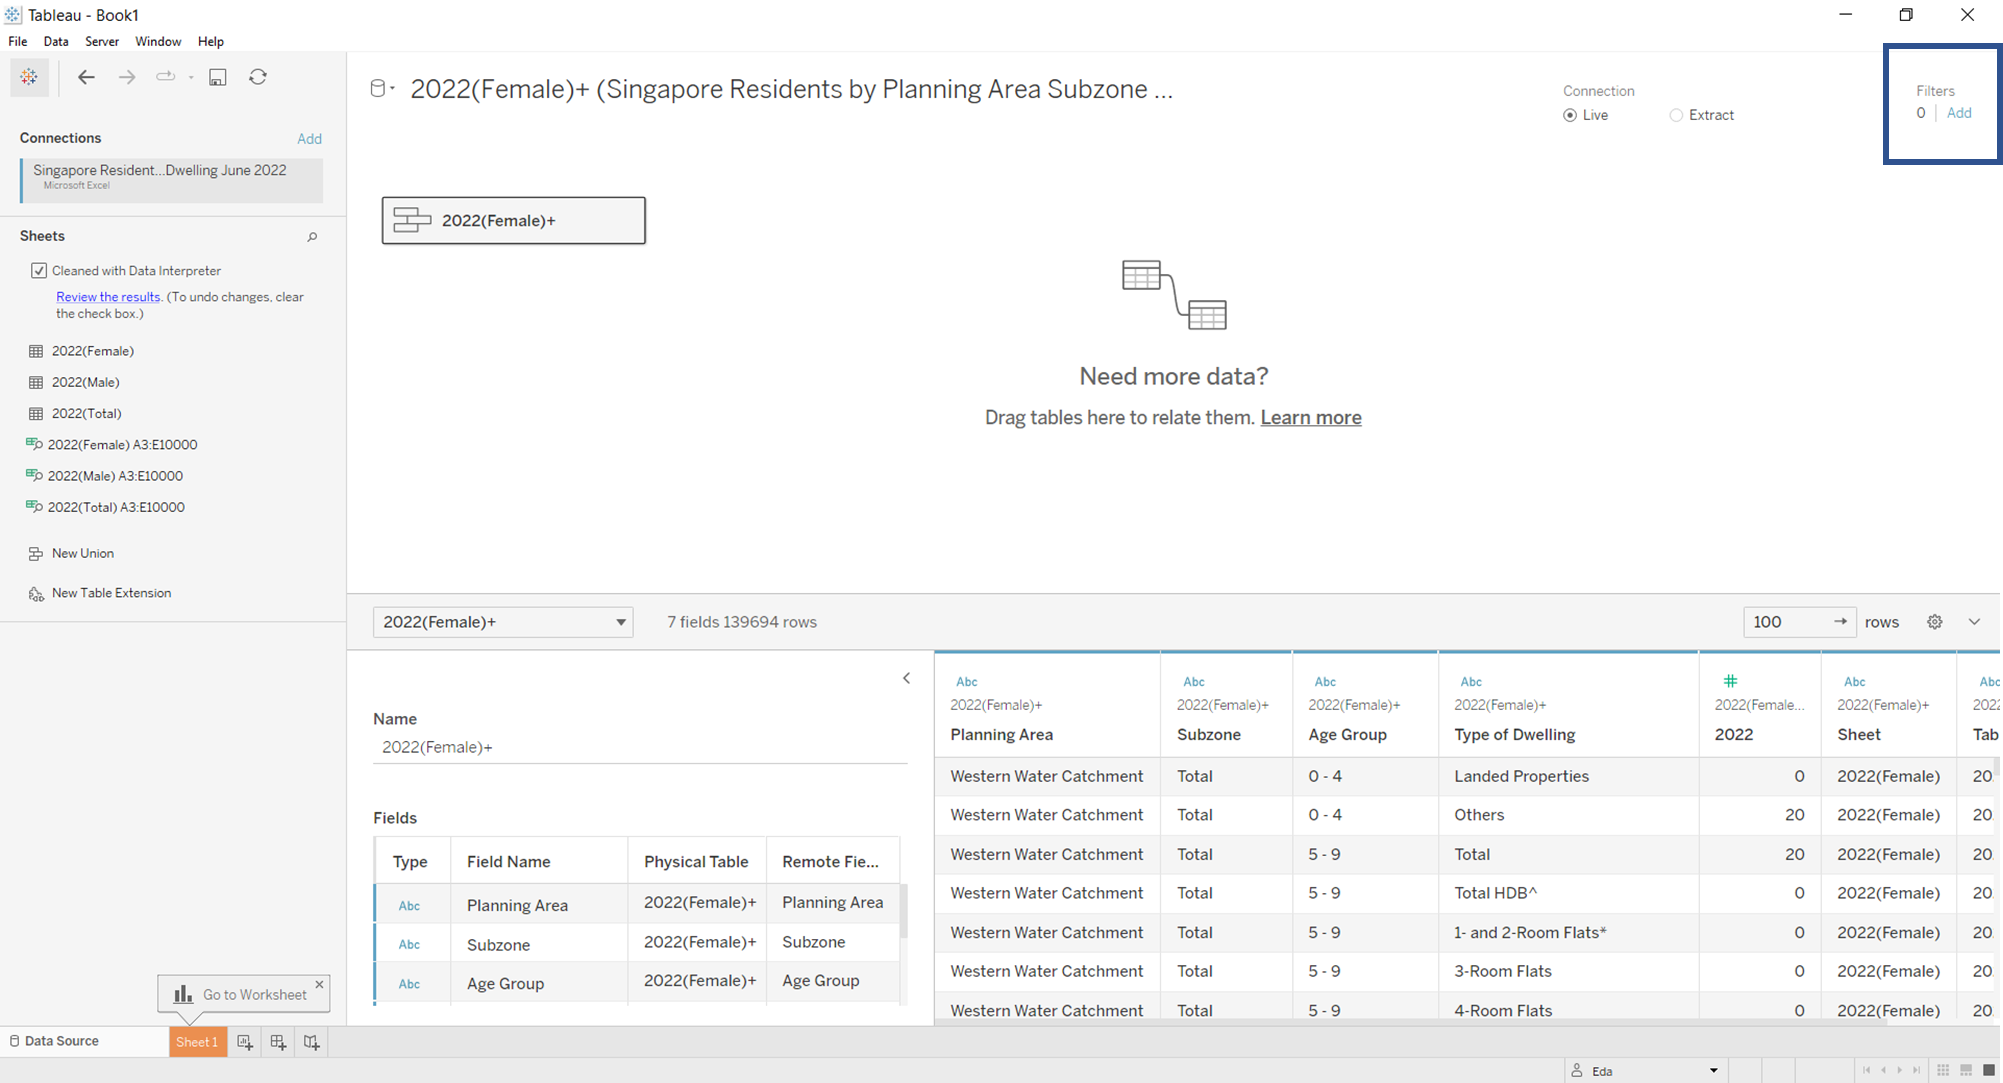 Tableau - Book1
File Data Server Window Help
Connections Add
Singapore Resident...Dwelling June 2022
Microsoft Excel
Sheets
Cleaned with Data Interpreter
Review the results. (To undo changes, clear
the check box.)
2022(Female)
2022(Male)
2022(Total)
2022(Female) A3:E10000
2022(Male) A3:E10000
2022(Total) A3:E10000
New Union
New Table Extension
2022(Female)+ (Singapore Residents by Planning Area Subzone ...
Connection
Live Extract
Filters
0 Add
2022(Female)+
Need more data?
Drag tables here to relate them. Learn more
2022(Female)+ 7 fields 139694 rows 100 rows
Name
2022(Female)+
Fields
Type Field Name Physical Table Remote Fie...
Abc Planning Area 2022(Female)+ Planning Area
Abc Subzone 2022(Female)+ Subzone
Abc Age Group 2022(Female)+ Age Group
Abc Abc Abc Abc # Abc Abc
2022(Female)+ 2022(Female)+ 2022(Female)+ 2022(Female)+ 2022(Female... 2022(Female)+ 2022
Planning Area Subzone Age Group Type of Dwelling 2022 Sheet Tab
Western Water Catchment Total 0 - 4 Landed Properties 0 2022(Female) 20
Western Water Catchment Total 0 - 4 Others 20 2022(Female) 20
Western Water Catchment Total 5 - 9 Total 20 2022(Female) 20
Western Water Catchment Total 5 - 9 Total HDB^ 0 2022(Female) 20
Western Water Catchment Total 5 - 9 1- and 2-Room Flats* 0 2022(Female) 20
Western Water Catchment Total 5 - 9 3-Room Flats 0 2022(Female) 20
Western Water Catchment Total 5 - 9 4-Room Flats 0 2022(Female) 20
Go to Worksheet
Data Source Sheet 1
Eda